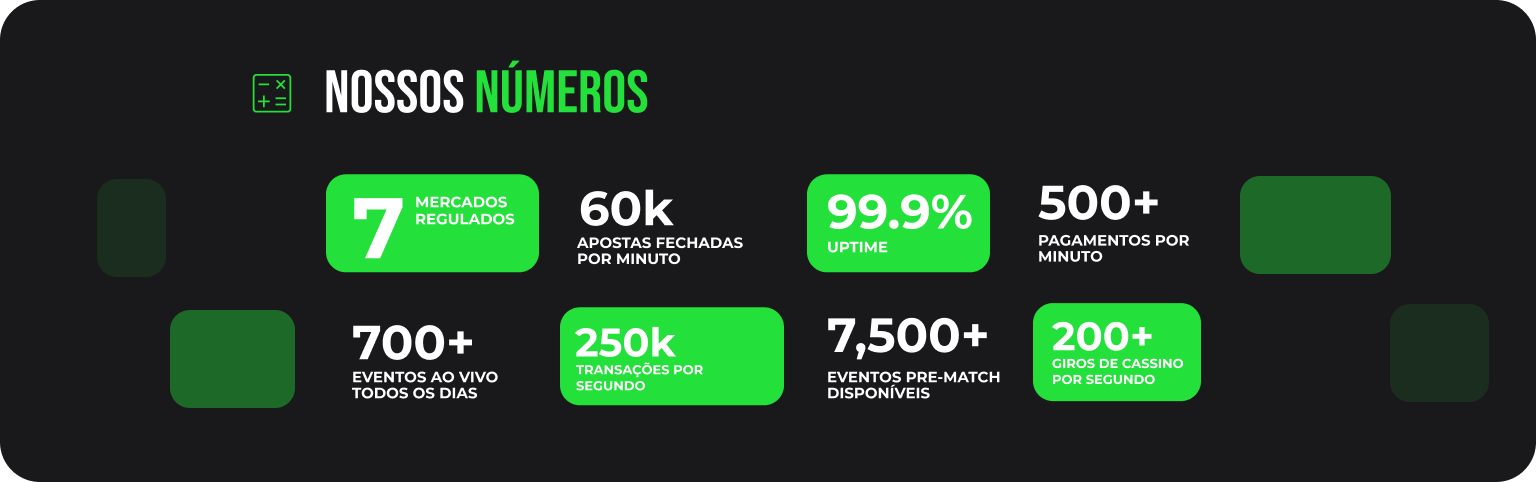 NOSSOS NÚMEROS
7
MERCADOS
REGULADOS
60k
APOSTAS FECHADAS
POR MINUTO
99.9%
UPTIME
500+
PAGAMENTOS POR
MINUTO
700+
EVENTOS AO VIVO
TODOS OS DIAS
250k
TRANSAÇÕES POR
SEGUNDO
7,500+
EVENTOS PRE-MATCH
DISPONÍVEIS
200+
GIROS DE CASSINO
POR SEGUNDO